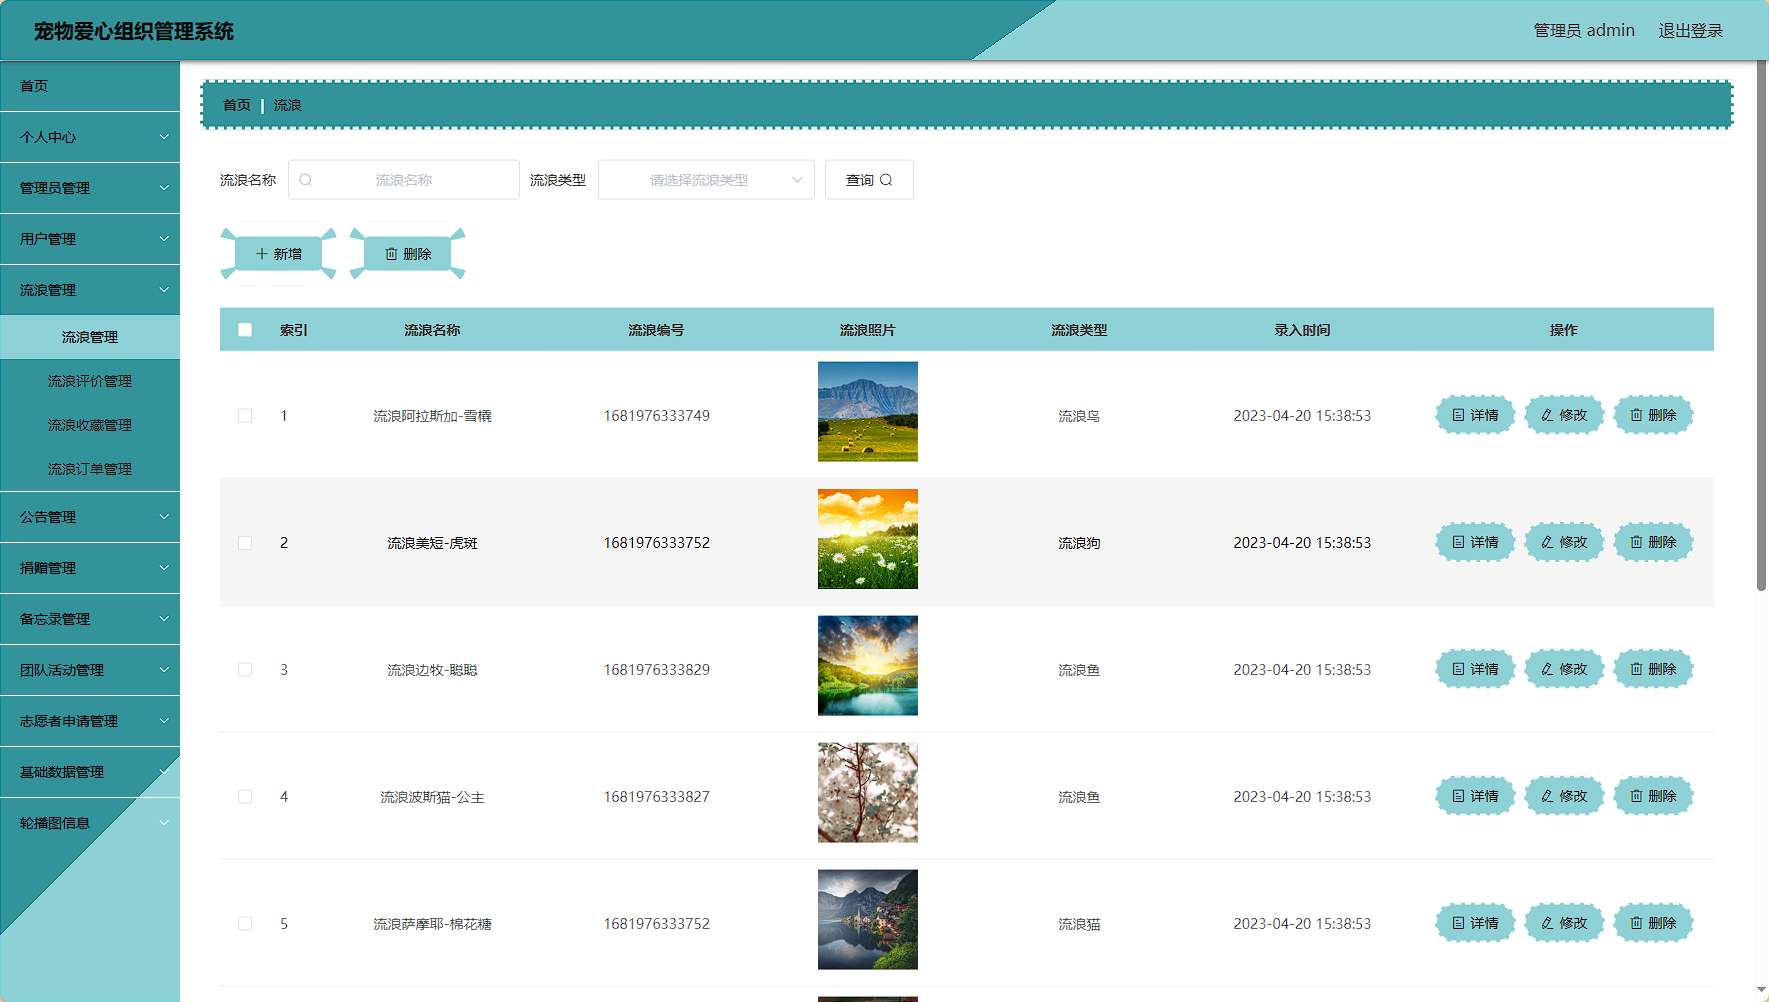 宠物爱心组织管理系统
管理员 admin 退出登录
首页
个人中心
管理员管理
用户管理
流浪管理
流浪管理
流浪评价管理
流浪收藏管理
流浪订单管理
公告管理
捐赠管理
备忘录管理
团队活动管理
志愿者申请管理
基础数据管理
轮播图信息
首页 流浪
流浪名称 流浪名称 流浪类型 请选择流浪类型 查询
新增 删除
索引 流浪名称 流浪编号 流浪照片 流浪类型 录入时间 操作
1 流浪阿拉斯加-雪橇 1681976333749 流浪鸟 2023-04-20 15:38:53 详情 修改 删除
2 流浪美短-虎斑 1681976333752 流浪狗 2023-04-20 15:38:53 详情 修改 删除
3 流浪边牧-聪聪 1681976333829 流浪鱼 2023-04-20 15:38:53 详情 修改 删除
4 流浪波斯猫-公主 1681976333827 流浪鱼 2023-04-20 15:38:53 详情 修改 删除
5 流浪萨摩耶-棉花糖 1681976333752 流浪猫 2023-04-20 15:38:53 详情 修改 删除